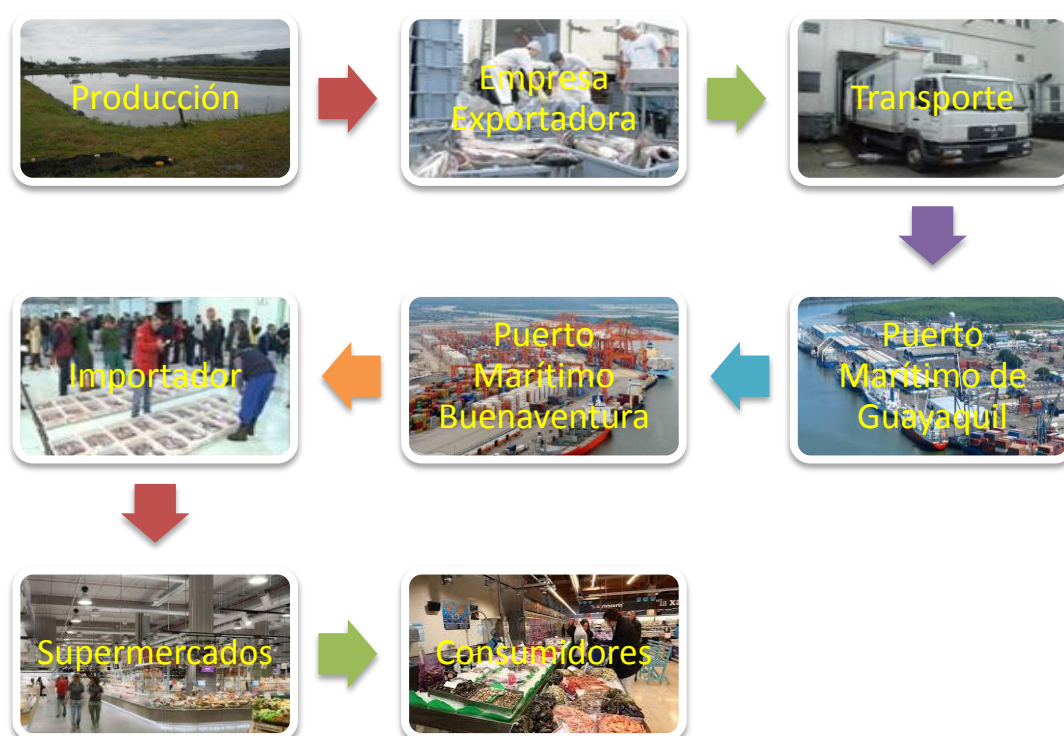 Producción
Empresa
Exportadora
Transporte
Puerto
Marítimo de
Guayaquil
Puerto
Marítimo
Buenaventura
Importador
Supermercados
Consumidores